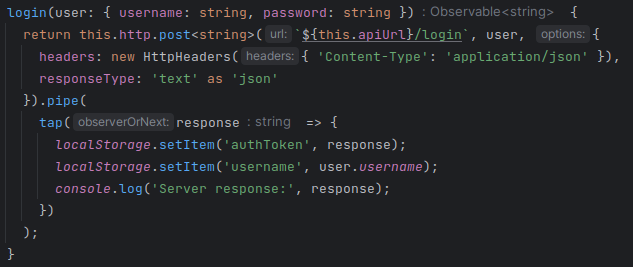 login(user: { username: string, password: string }) : Observable<string> {
return this.http.post<string>( url: `${this.apiUrl}/login`, user, options: {
headers: new HttpHeaders( headers: { 'Content-Type': 'application/json' }),
responseType: 'text' as 'json'
}).pipe(
tap( observerOrNext: response : string => {
localStorage.setItem('authToken', response);
localStorage.setItem('username', user.username);
console.log('Server response:', response);
})
);
}